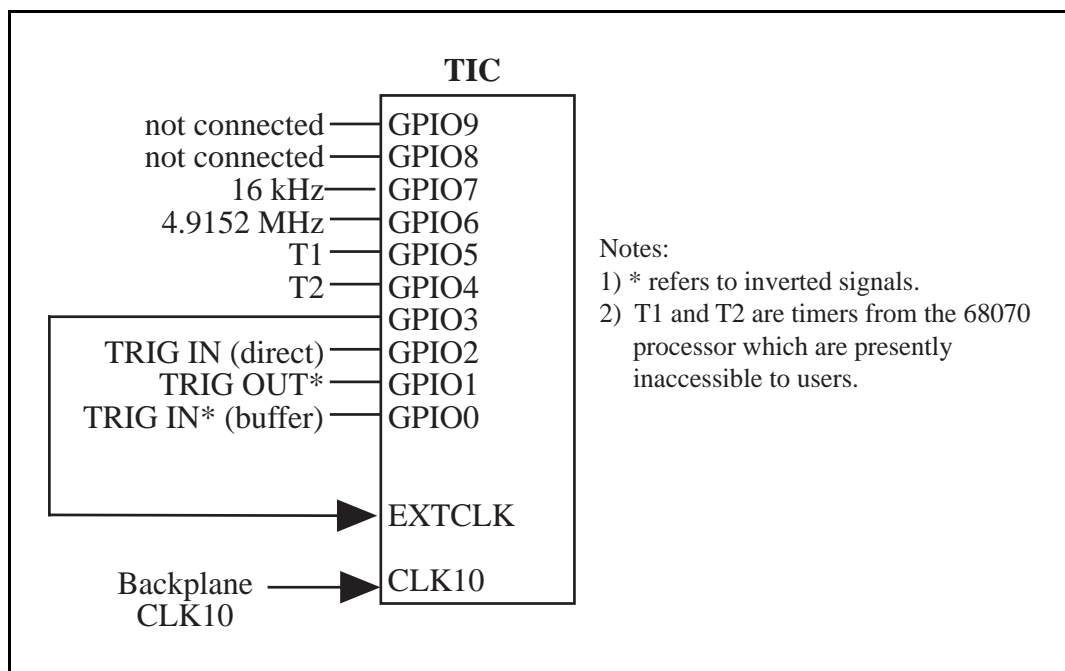 TIC
not connected GPIO9
not connected GPIO8
16 kHz GPIO7
4.9152 MHz GPIO6
T1 GPIO5
T2 GPIO4
GPIO3
TRIG IN (direct) GPIO2
TRIG OUT* GPIO1
TRIG IN* (buffer) GPIO0
EXTCLK
Backplane CLK10
CLK10
Notes:
1) * refers to inverted signals.
2) T1 and T2 are timers from the 68070
processor which are presently
inaccessible to users.